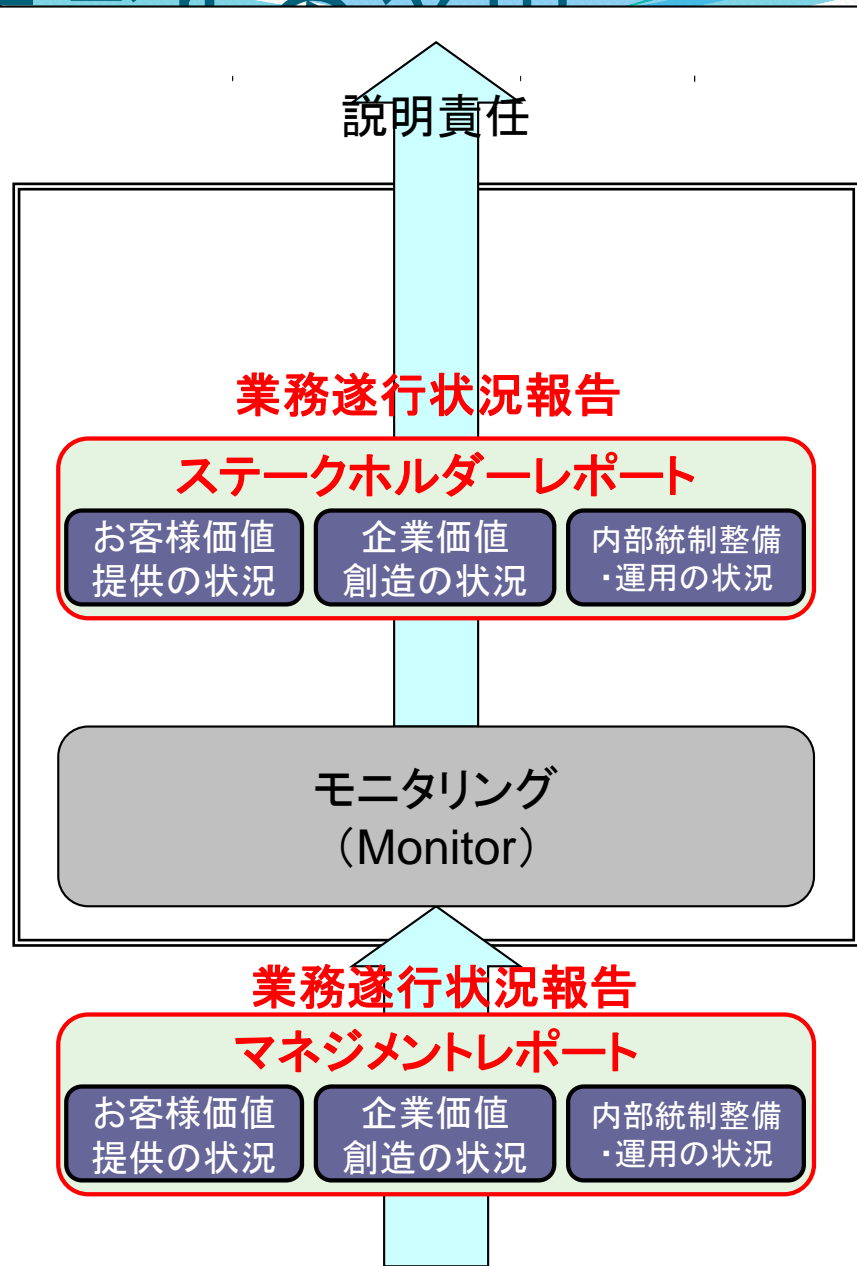 説明責任
業務遂行状況報告
ステークホルダーレポート
お客様価値
提供の状況
企業価値
創造の状況
内部統制整備
・運用の状況
モニタリング
（Monitor）
業務遂行状況報告
マネジメントレポート
お客様価値
提供の状況
企業価値
創造の状況
内部統制整備
・運用の状況